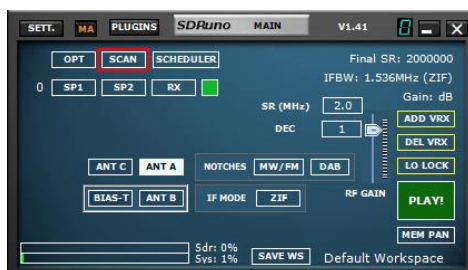 SETT. MA PLUGINS SDRuno MAIN V1.41 0
OPT SCAN SCHEDULER Final SR: 2000000
IFBW: 1.536MHz (ZIF)
0 SP1 SP2 RX Gain: dB
SR (MHz) 2.0 ADD VRX
DEC 1 DEL VRX
ANT C ANT A NOTCHES MW/FM DAB LO LOCK
BIAS-T ANT B IF MODE ZIF RF GAIN PLAY!
MEM PAN
Sdr: 0%
Sys: 1% SAVE WS Default Workspace